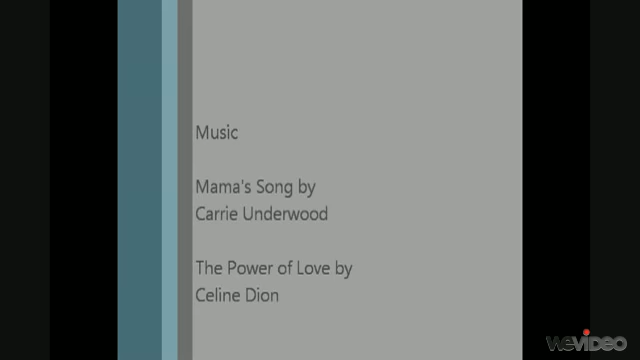 Music
Mama's Song by
Carrie Underwood
The Power of Love by
Celine Dion
WEVIDEO